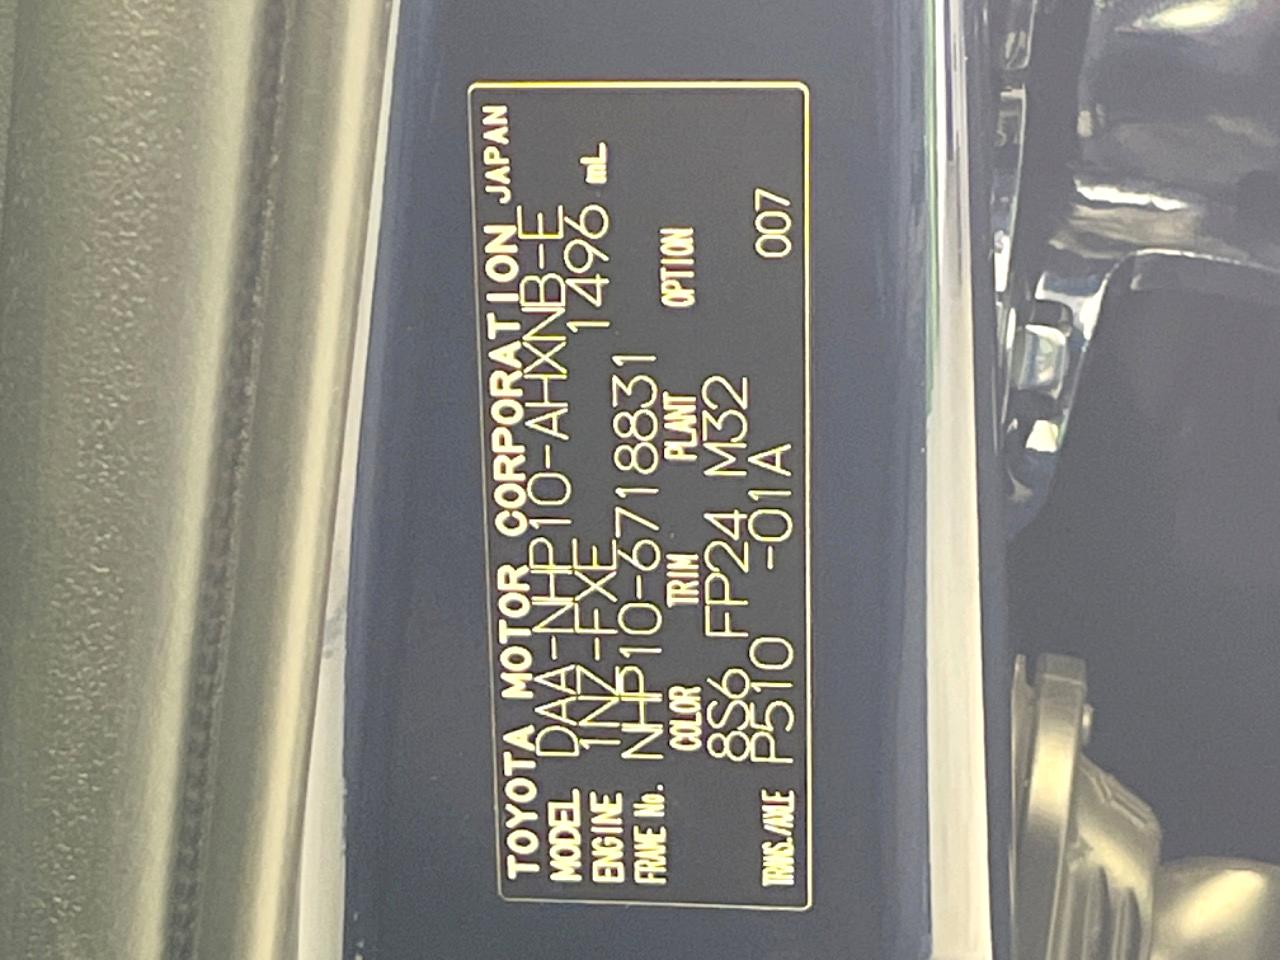 TOYOTA MOTOR CORPORATION JAPAN
MODEL DAA-NHP10-AHXNB-E
ENGINE 1NZ-FXE 1496 mL
FRAME No. NHP10-6718831
COLOR TRIM PLANT OPTION
8S6 FP24 M32
TRANS./AXLE P510 -01A 007